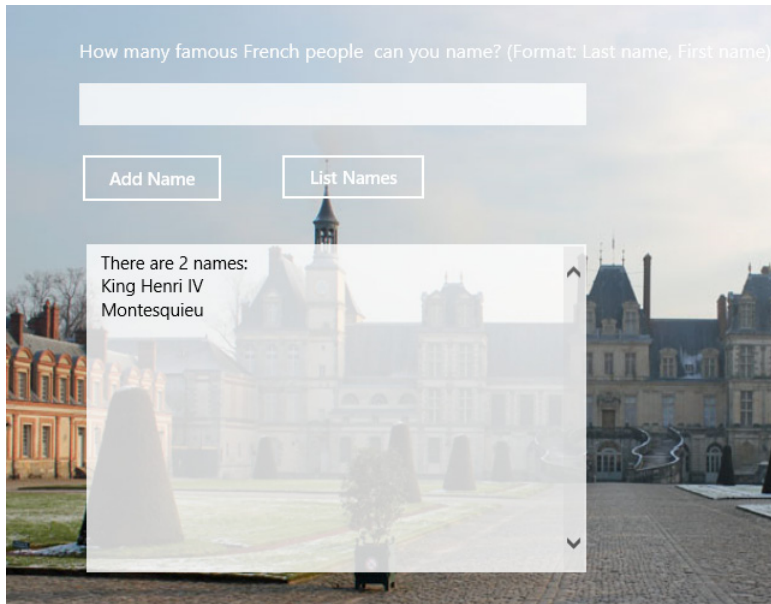 How many famous French people  can you name? (Format: Last name, First name)
Add Name
List Names
There are 2 names:
King Henri IV
Montesquieu